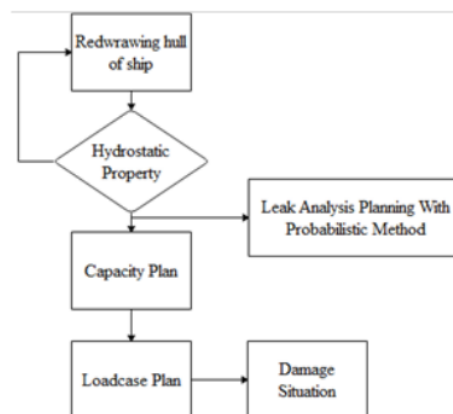 Redwrawing hull
of ship
Hydrostatic
Property
Leak Analysis Planning With
Probabilistic Method
Capacity Plan
Loadcase Plan
Damage
Situation